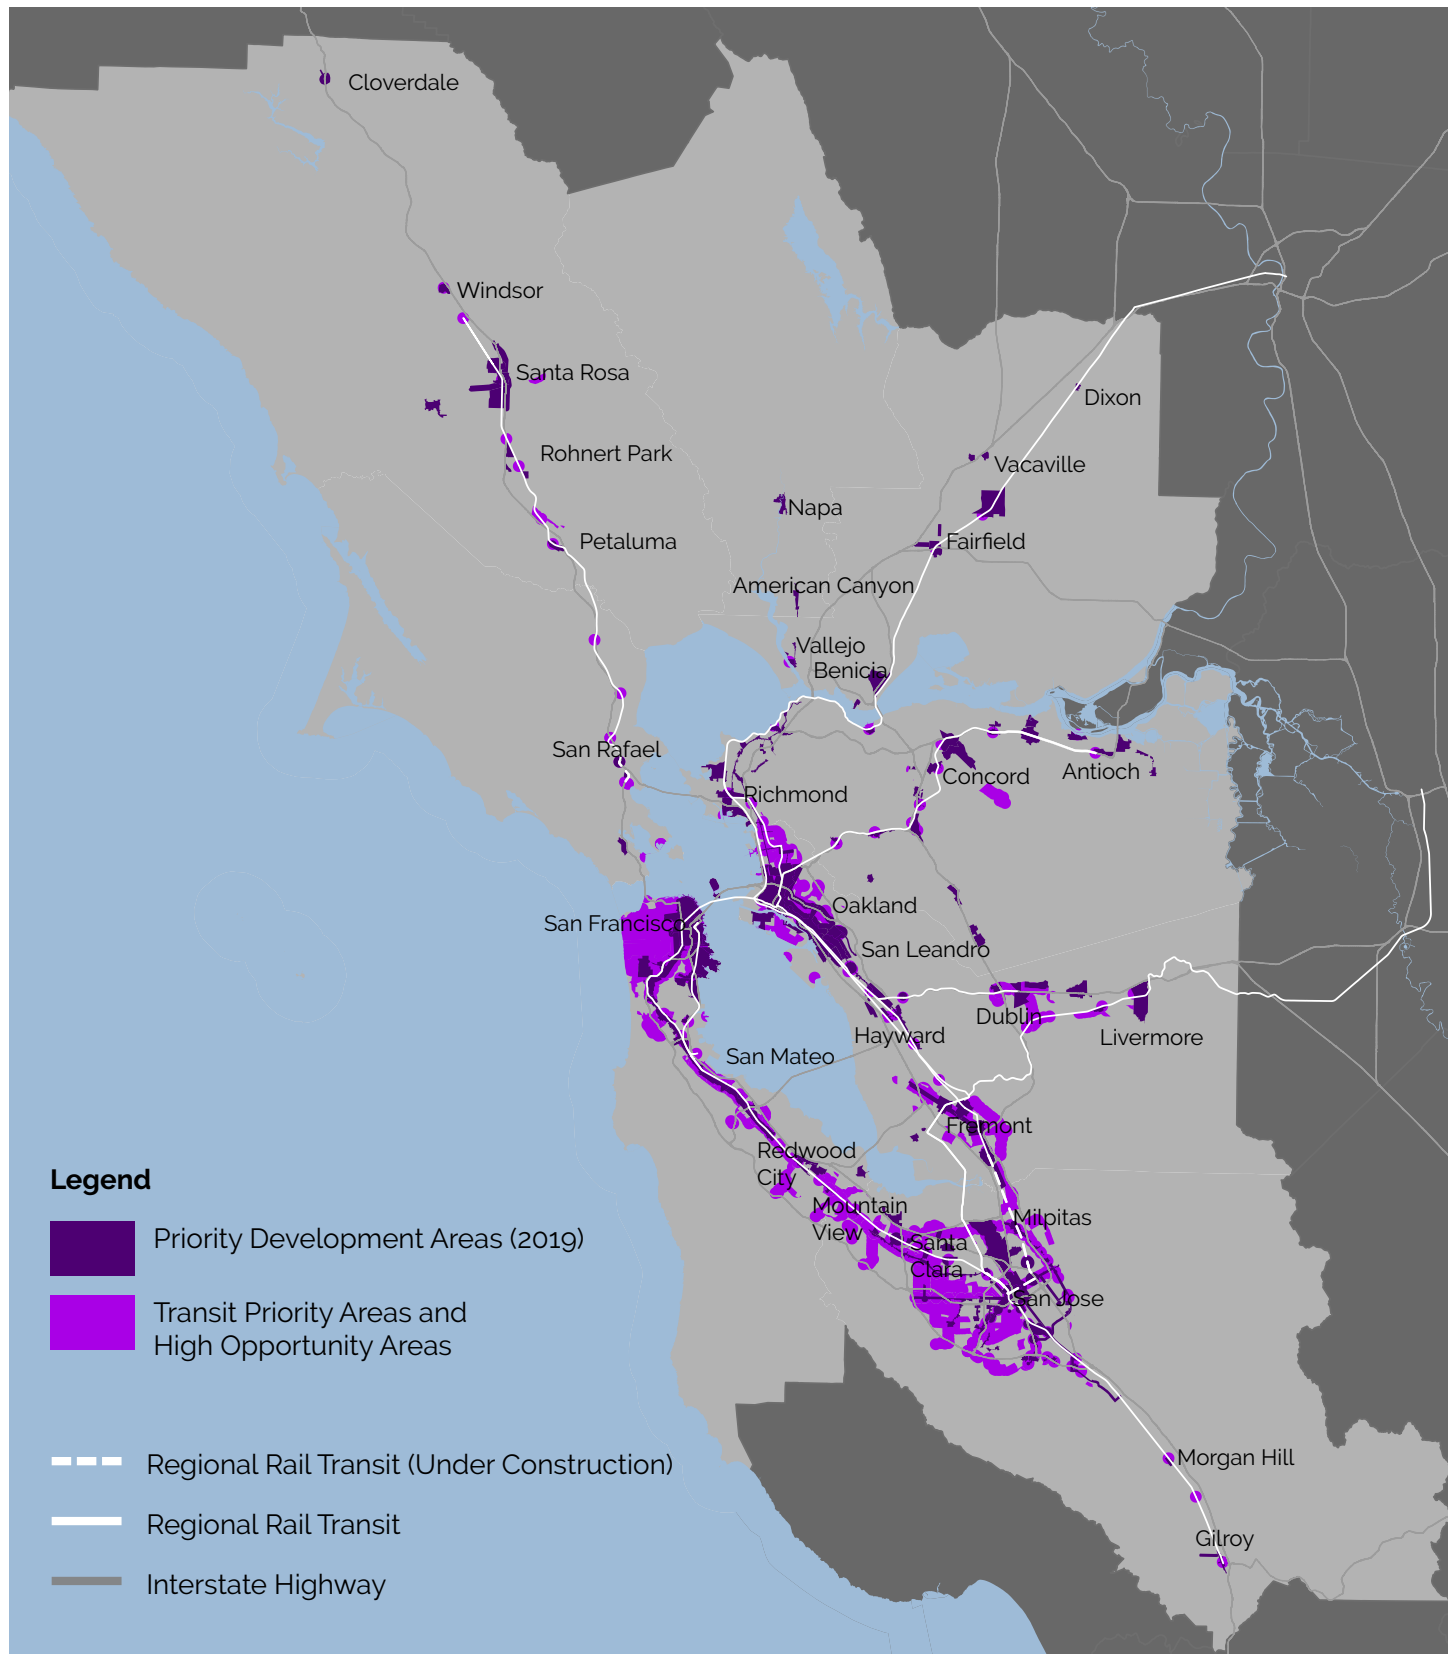 Cloverdale
Windsor
Santa Rosa
Dixon
Rohnert Park
Vacaville
Napa
Petaluma
Fairfield
American Canyon
Vallejo
Benicia
San Rafael
Concord
Antioch
Richmond
Oakland
San Francisco
San Leandro
Dublin
Hayward
Livermore
San Mateo
Fremont
Redwood
City
Mountain
View
Milpitas
Santa
Clara
San Jose
Morgan Hill
Gilroy
Legend
Priority Development Areas (2019)
Transit Priority Areas and
High Opportunity Areas
Regional Rail Transit (Under Construction)
Regional Rail Transit
Interstate Highway